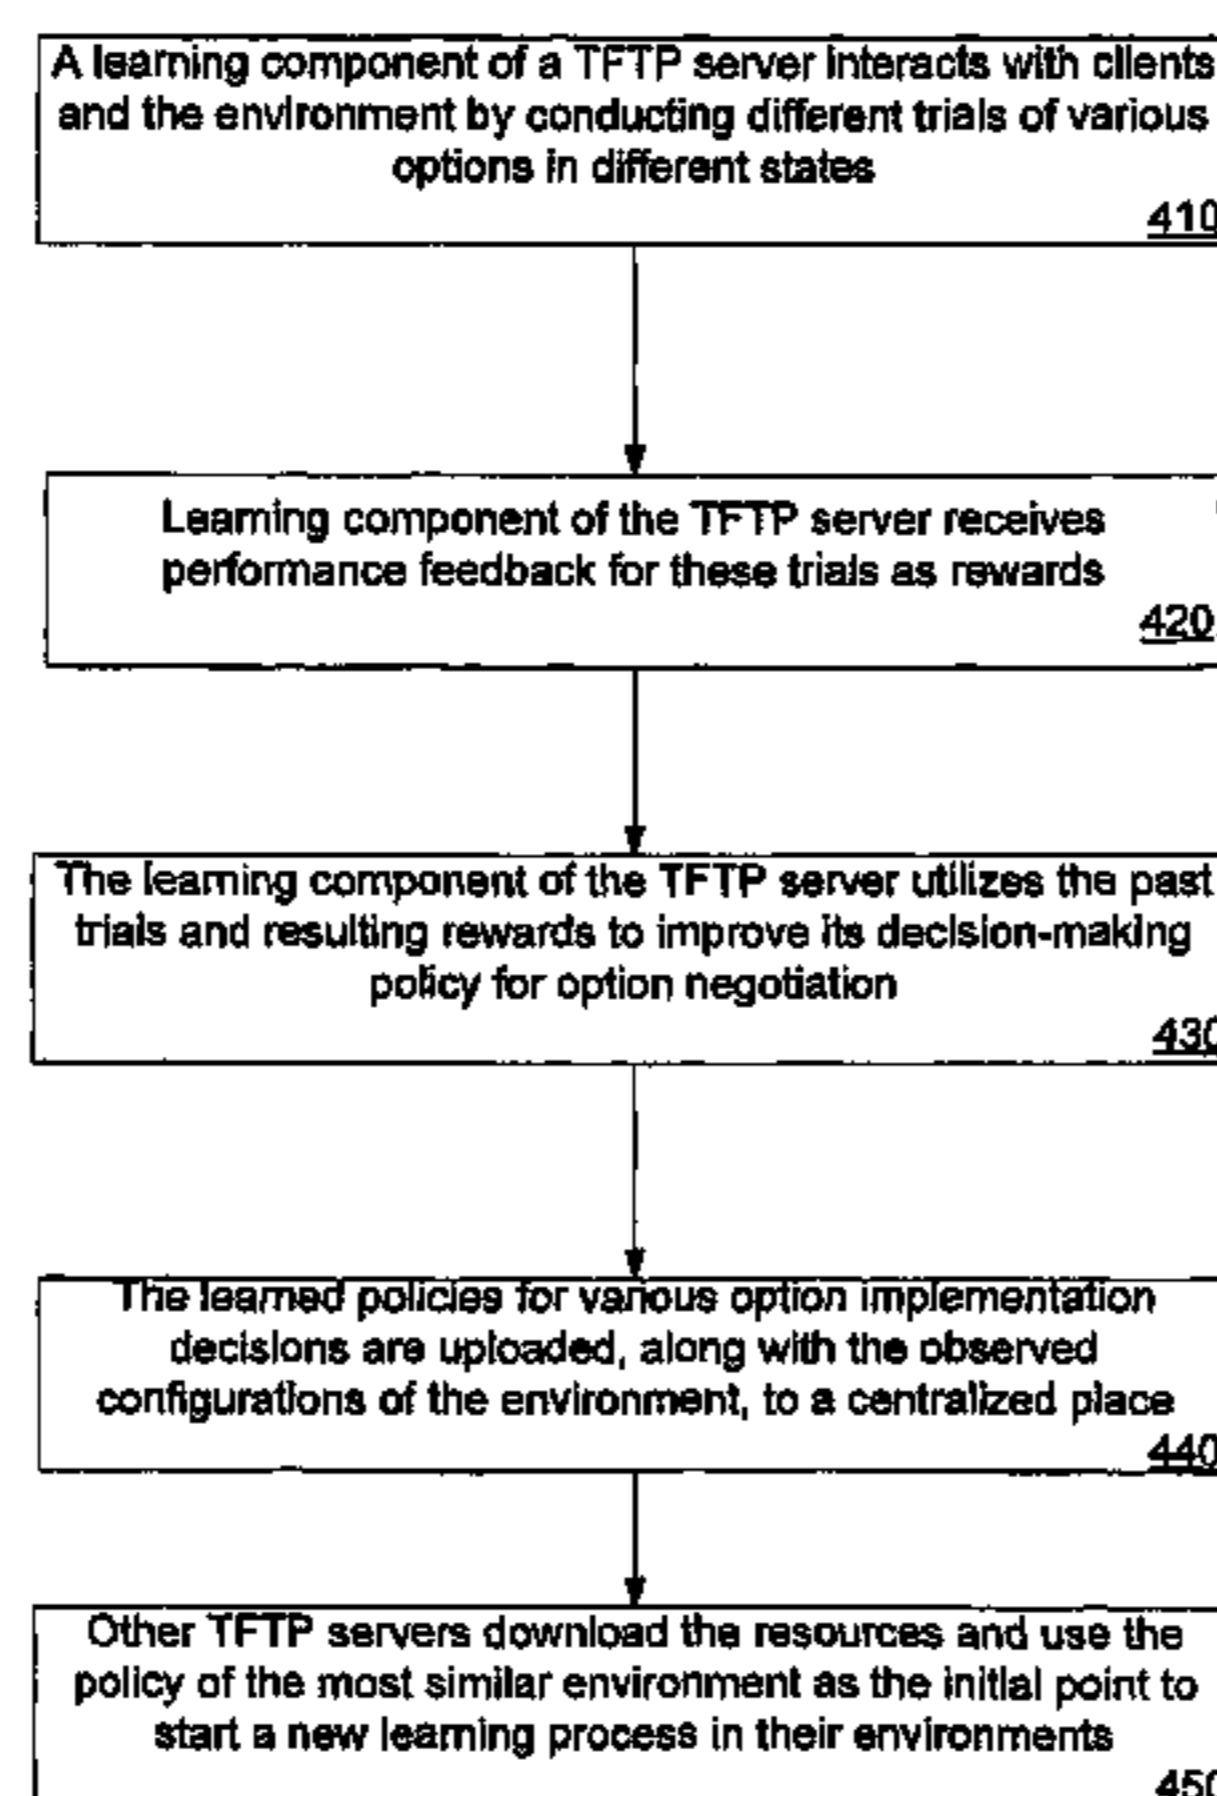 A learning component of a TFTP server interacts with clients
and the environment by conducting different trials of various
options in different states
410
Learning component of the TFTP server receives
performance feedback for these trials as rewards
420
The learning component of the TFTP server utilizes the past
trials and resulting rewards to improve its decision-making
policy for option negotiation
430
The learned policies for various option implementation
decisions are uploaded, along with the observed
configurations of the environment, to a centralized place
440
Other TFTP servers download the resources and use the
policy of the most similar environment as the initial point to
start a new learning process in their environments
450